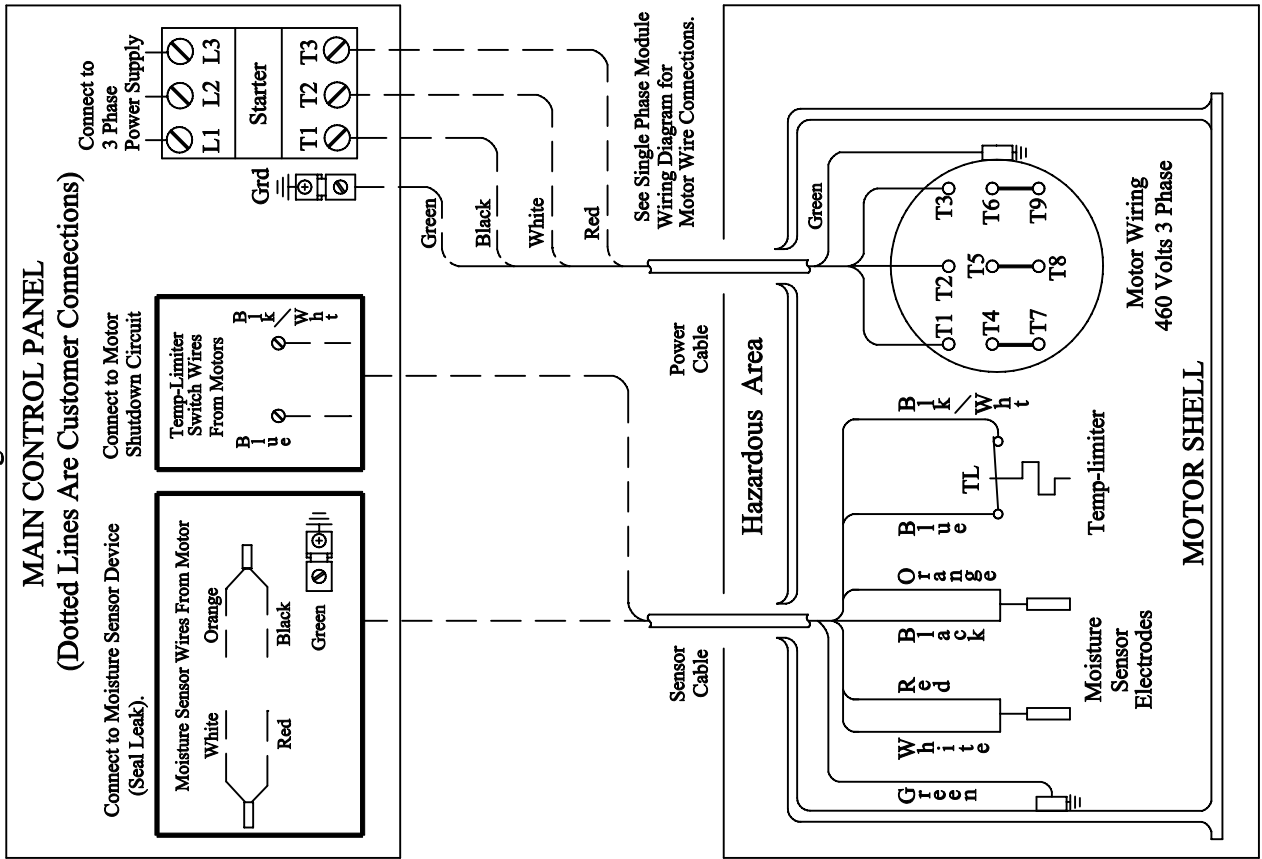 MAIN CONTROL PANEL
(Dotted Lines Are Customer Connections)
Connect to Moisture Sensor Device
(Seal Leak).
Moisture Sensor Wires From Motor
White
Orange
Red
Black
Green
Connect to Motor
Shutdown Circuit
Temp-Limiter
Switch Wires
From Motors
Blue
Blk/Wht
Connect to
3 Phase
Power Supply
L1 L2 L3
Starter
T1 T2 T3
Grd
Green
Black
White
Red
See Single Phase Module
Wiring Diagram for
Motor Wire Connections.
Sensor
Cable
Power
Cable
Hazardous Area
Green
White
Red
Black
Orange
Blue
Blk/Wht
TL
Temp-limiter
Moisture
Sensor
Electrodes
Green
T1 T2 T3
T4 T5 T6
T7 T8 T9
Motor Wiring
460 Volts 3 Phase
MOTOR SHELL